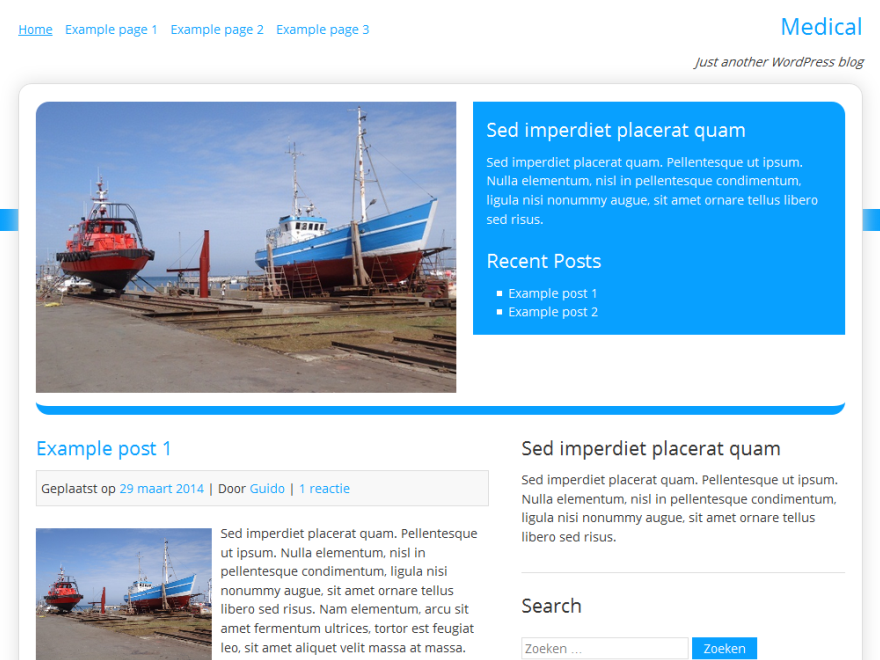 Home Example page 1 Example page 2 Example page 3
Medical
Just another WordPress blog
Sed imperdiet placerat quam
Sed imperdiet placerat quam. Pellentesque ut ipsum.
Nulla elementum, nisl in pellentesque condimentum,
ligula nisi nonummy augue, sit amet ornare tellus libero
sed risus.
Recent Posts
Example post 1
Example post 2
Example post 1
Geplaatst op 29 maart 2014 | Door Guido | 1 reactie
Sed imperdiet placerat quam. Pellentesque
ut ipsum. Nulla elementum, nisl in
pellentesque condimentum, ligula nisi
nonummy augue, sit amet ornare tellus
libero sed risus. Nam elementum, arcu sit
amet fermentum ultrices, tortor est feugiat
leo, sit amet aliquet velit massa at massa.
Sed imperdiet placerat quam
Sed imperdiet placerat quam. Pellentesque ut ipsum.
Nulla elementum, nisl in pellentesque condimentum,
ligula nisi nonummy augue, sit amet ornare tellus
libero sed risus.
Search
Zoeken … Zoeken